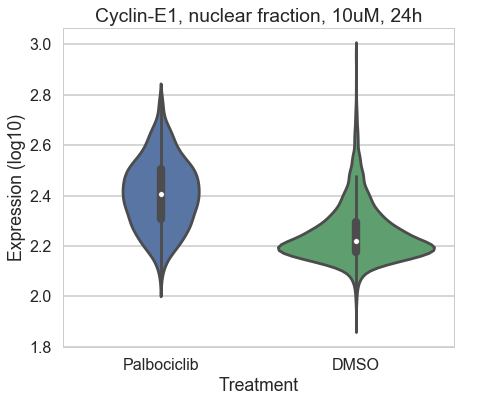 Cyclin-E1, nuclear fraction, 10uM, 24h
Expression (log10)
3.0
2.8
2.6
2.4
2.2
2.0
1.8
Palbociclib DMSO
Treatment